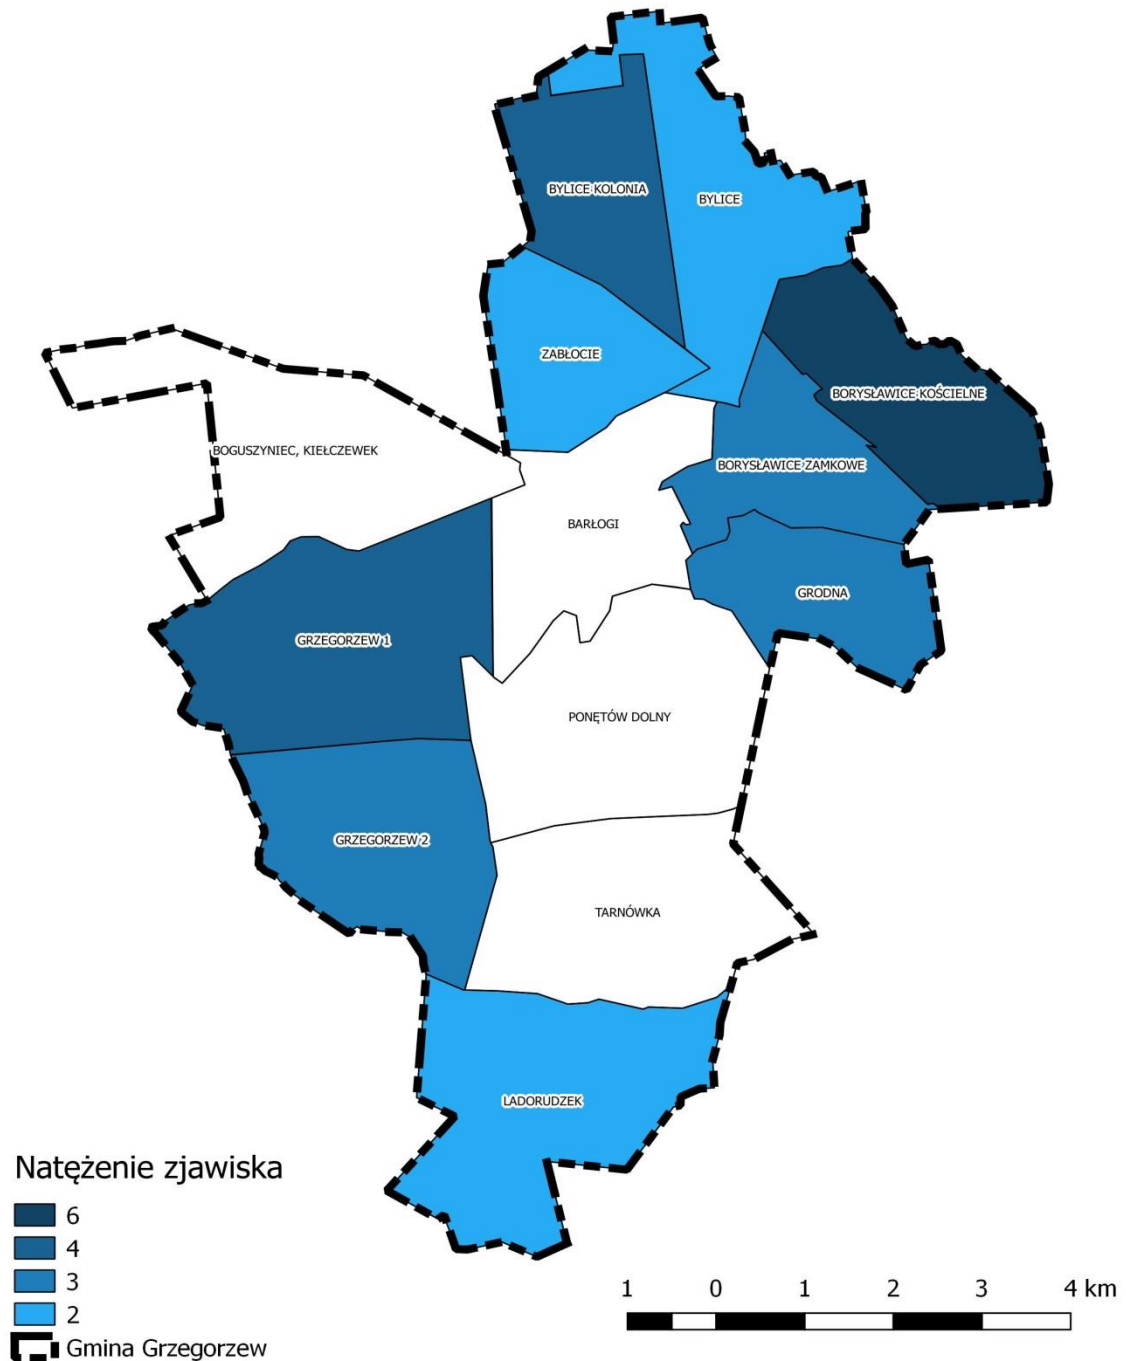 BYLICE KOLONIA
BYLICE
ZABŁOCIE
BORYSŁAWICE KOŚCIELNE
BOGUSZYNIEC, KIEŁCZEWEK
BORYSŁAWICE ZAMKOWE
BARŁOGI
GRODNA
GRZEGORZEW 1
PONĘTÓW DOLNY
GRZEGORZEW 2
TARNÓWKA
LADORUDZEK
Natężenie zjawiska
6
4
3
2
Gmina Grzegorzew
1 0 1 2 3 4 km